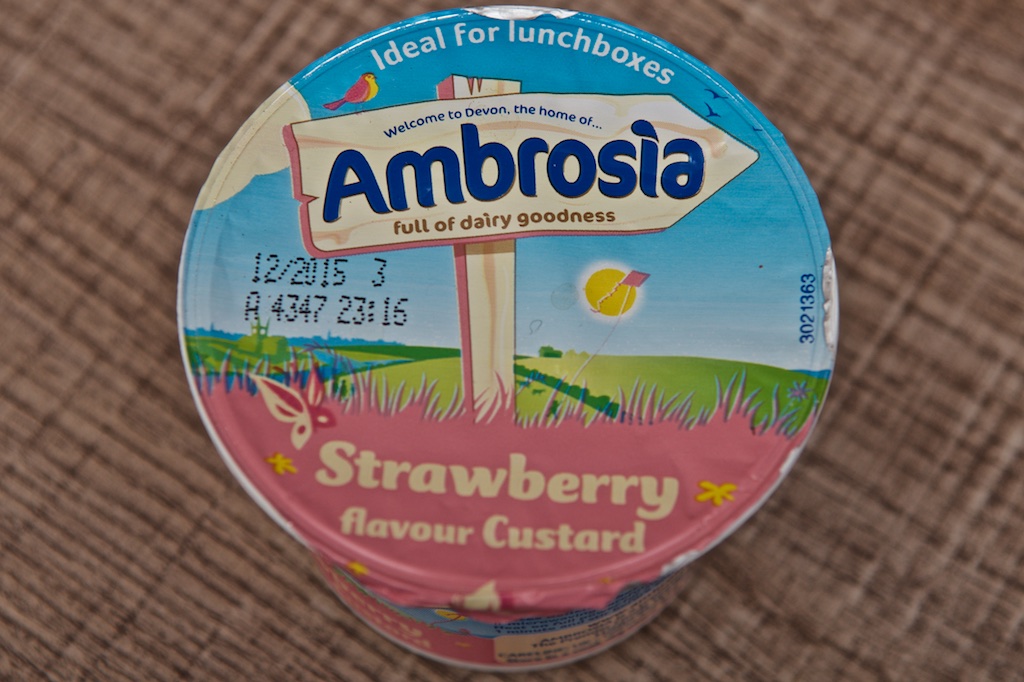 Ideal for lunchboxes
Welcome to Devon, the home of...
Ambrosia
full of dairy goodness
12/2015 3
A 4347 23:16
3021363
Strawberry
flavour Custard